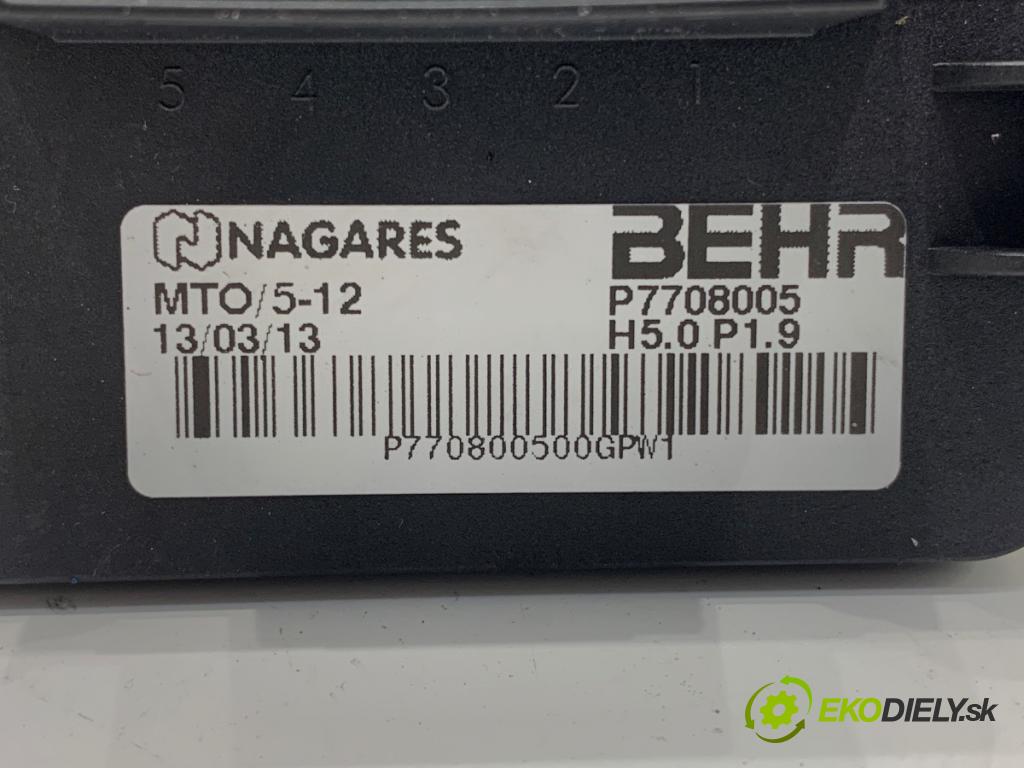 5 4 3 2 1
NAGARES BEHR
MTO/5-12 P7708005
13/03/13 H5.0 P1.9
P770800500GPW1
EKODIELY.sk